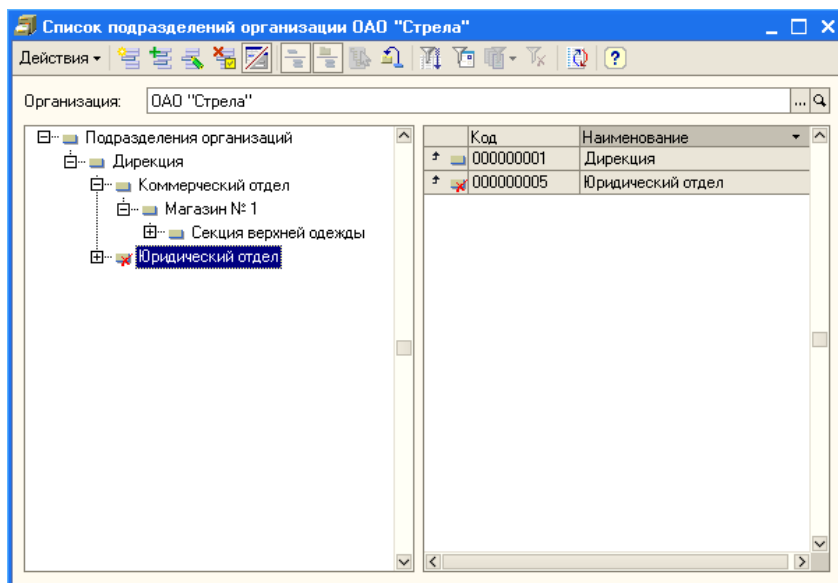 Список подразделений организации ОАО "Стрела"
Действия
Организация: ОАО "Стрела" ...
Подразделения организаций
Дирекция
Коммерческий отдел
Магазин № 1
Секция верхней одежды
Юридический отдел
Код Наименование
000000001 Дирекция
000000005 Юридический отдел